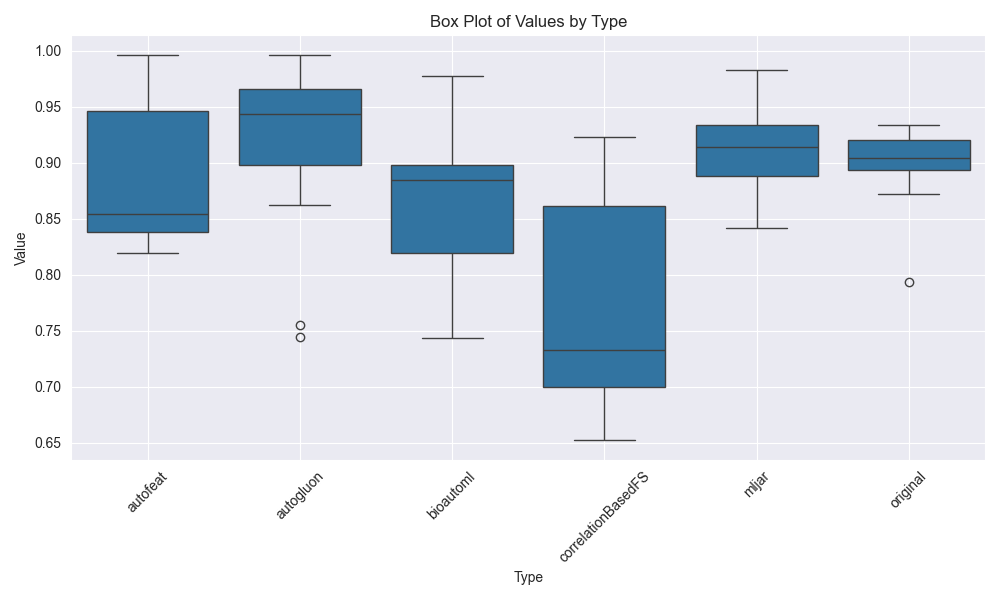 Box Plot of Values by Type
Value
1.00
0.95
0.90
0.85
0.80
0.75
0.70
0.65
autofeat
autogluon
bioautoml
correlationBasedFS
mljar
original
Type